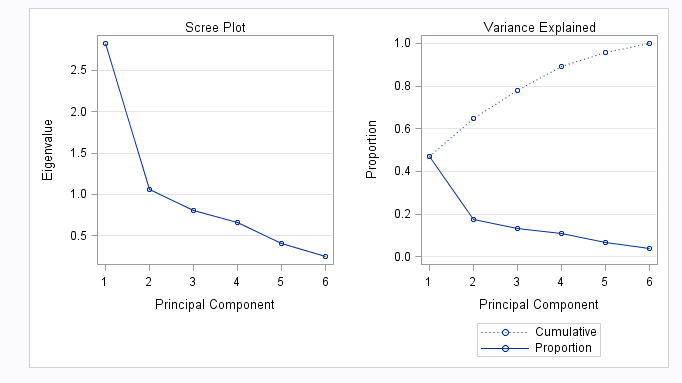 Scree Plot
Eigenvalue
2.5
2.0
1.5
1.0
0.5
1 2 3 4 5 6
Principal Component
Variance Explained
Proportion
1.0
0.8
0.6
0.4
0.2
0.0
1 2 3 4 5 6
Principal Component
Cumulative
Proportion